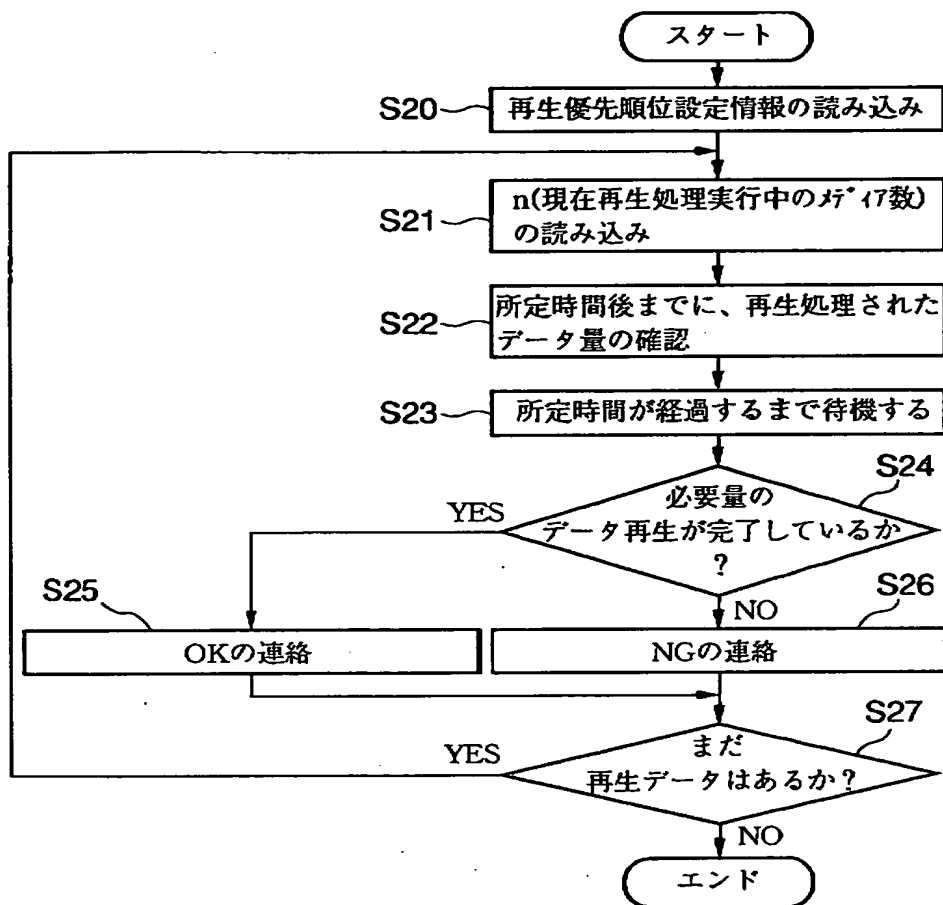 スタート
S20
再生優先順位設定情報の読み込み
S21
n(現在再生処理実行中のメディア数)
の読み込み
S22
所定時間後までに、再生処理された
データ量の確認
S23
所定時間が経過するまで待機する
S24
必要量の
データ再生が完了しているか
?
YES
NO
S25
OKの連絡
S26
NGの連絡
S27
まだ
再生データはあるか?
YES
NO
エンド